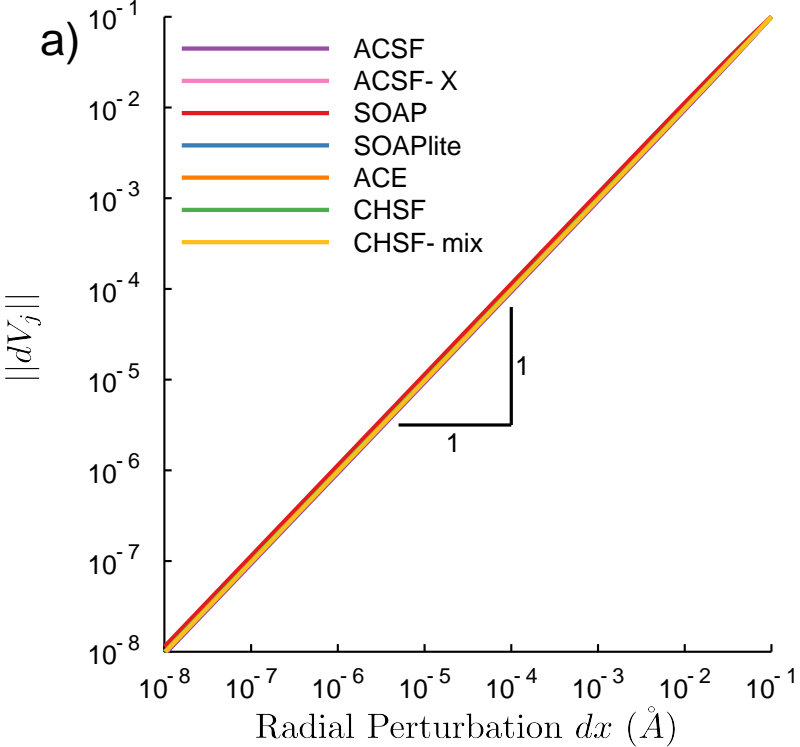 a)
10⁻¹
10⁻²
10⁻³
10⁻⁴
10⁻⁵
10⁻⁶
10⁻⁷
10⁻⁸
||dVⱼ||
ACSF
ACSF- X
SOAP
SOAPlite
ACE
CHSF
CHSF- mix
1
1
10⁻⁸ 10⁻⁷ 10⁻⁶ 10⁻⁵ 10⁻⁴ 10⁻³ 10⁻² 10⁻¹
Radial Perturbation dx (Å)